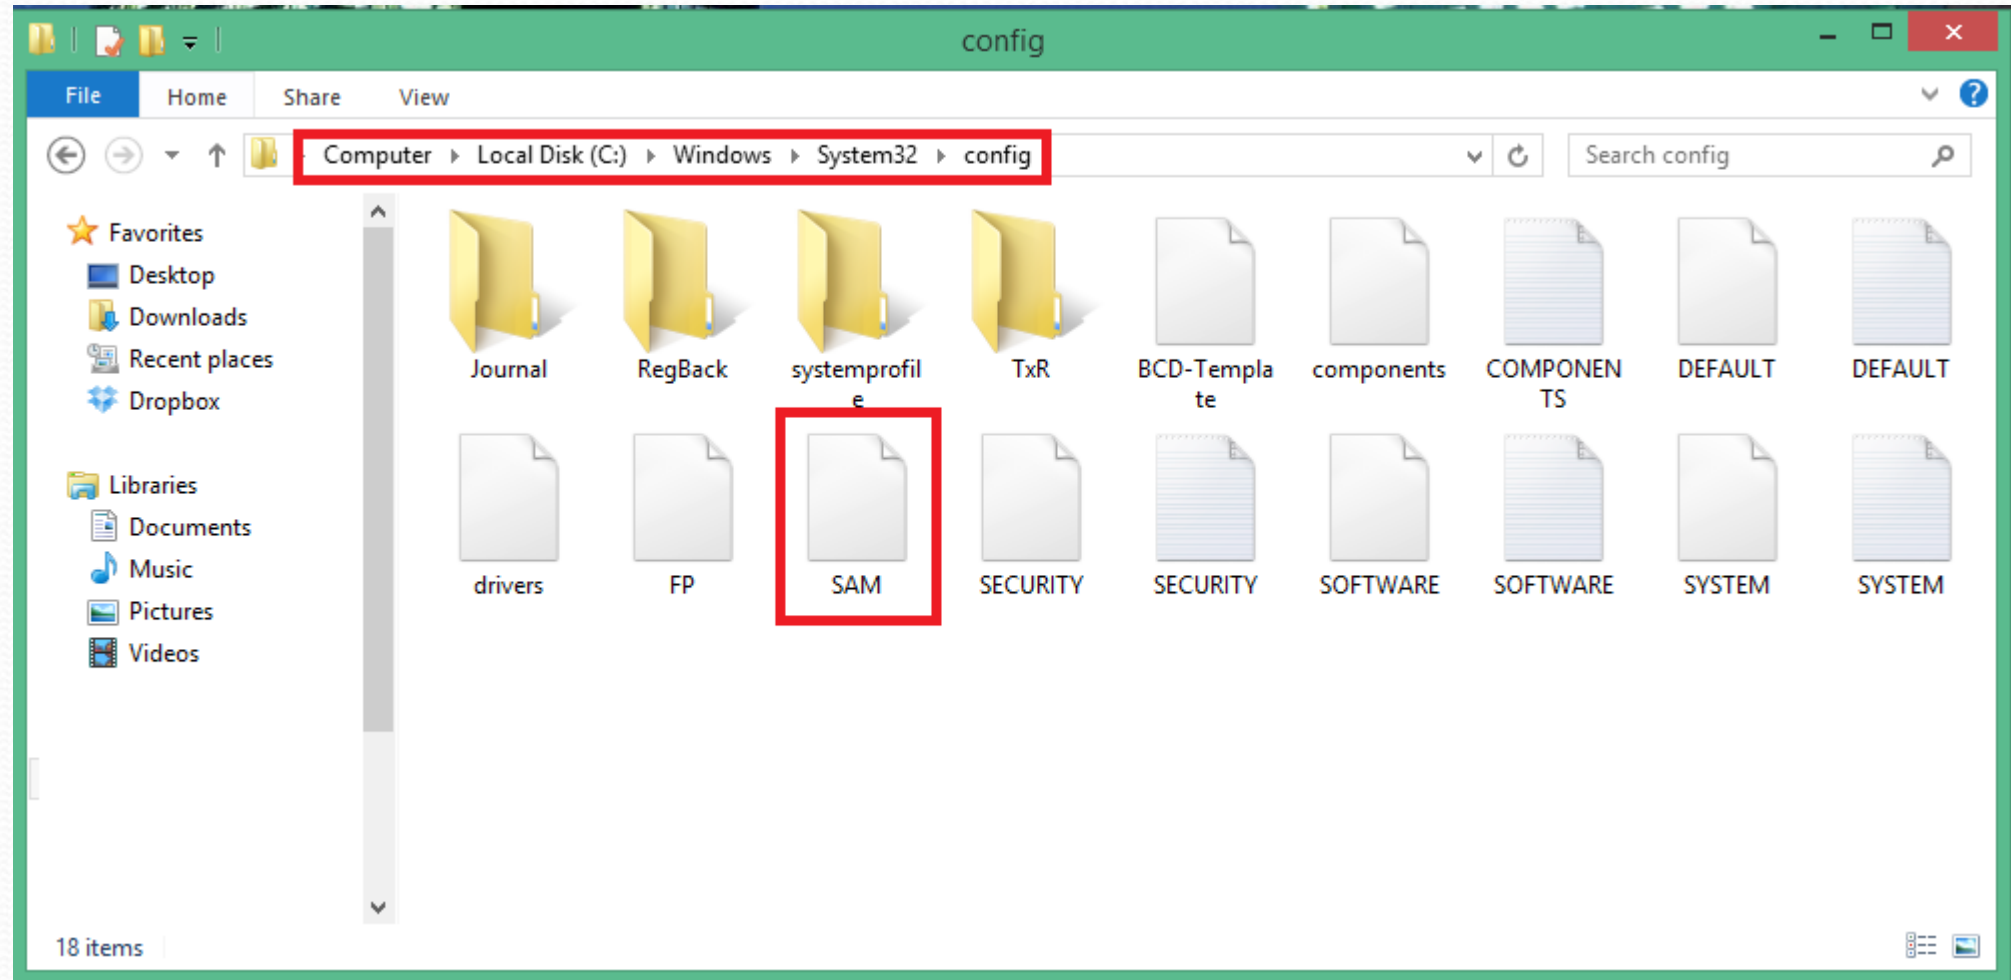 config
File Home Share View
Computer Local Disk (C:) Windows System32 config
Search config
Favorites
Desktop
Downloads
Recent places
Dropbox
Libraries
Documents
Music
Pictures
Videos
Journal RegBack systemprofil TxR BCD-Templa components COMPONEN DEFAULT DEFAULT
e te TS
drivers FP SAM SECURITY SECURITY SOFTWARE SOFTWARE SYSTEM SYSTEM
18 items